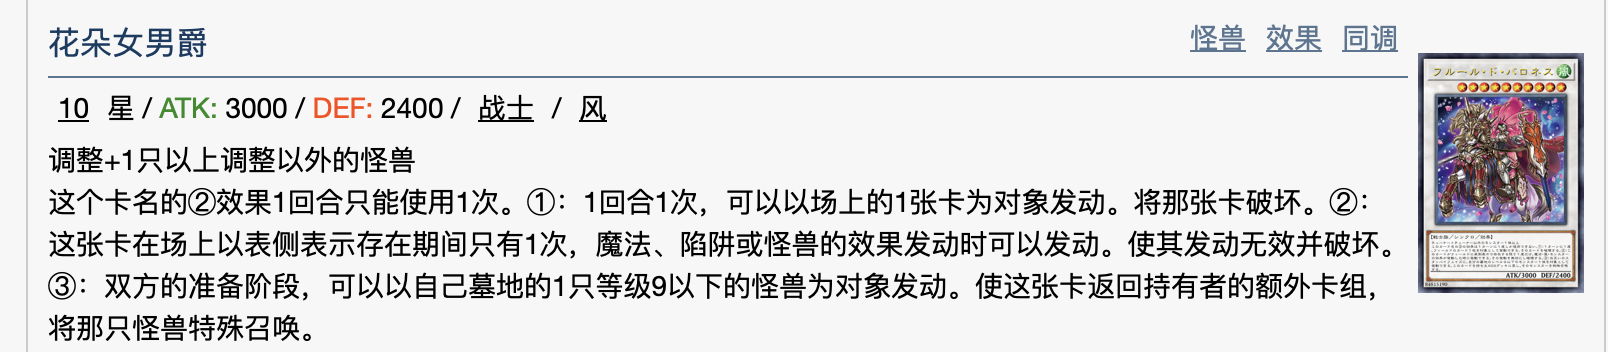 花朵女男爵
怪兽 效果 同调
10 星 / ATK: 3000 / DEF: 2400 / 战士 / 风
调整+1只以上调整以外的怪兽
这个卡名的②效果1回合只能使用1次。①：1回合1次，可以以场上的1张卡为对象发动。将那张卡破坏。②：
这张卡在场上以表侧表示存在期间只有1次，魔法、陷阱或怪兽的效果发动时可以发动。使其发动无效并破坏。
③：双方的准备阶段，可以以自己墓地的1只等级9以下的怪兽为对象发动。使这张卡返回持有者的额外卡组，
将那只怪兽特殊召唤。
フルール・ド・バロネス
風
ATK/3000 DEF/2400